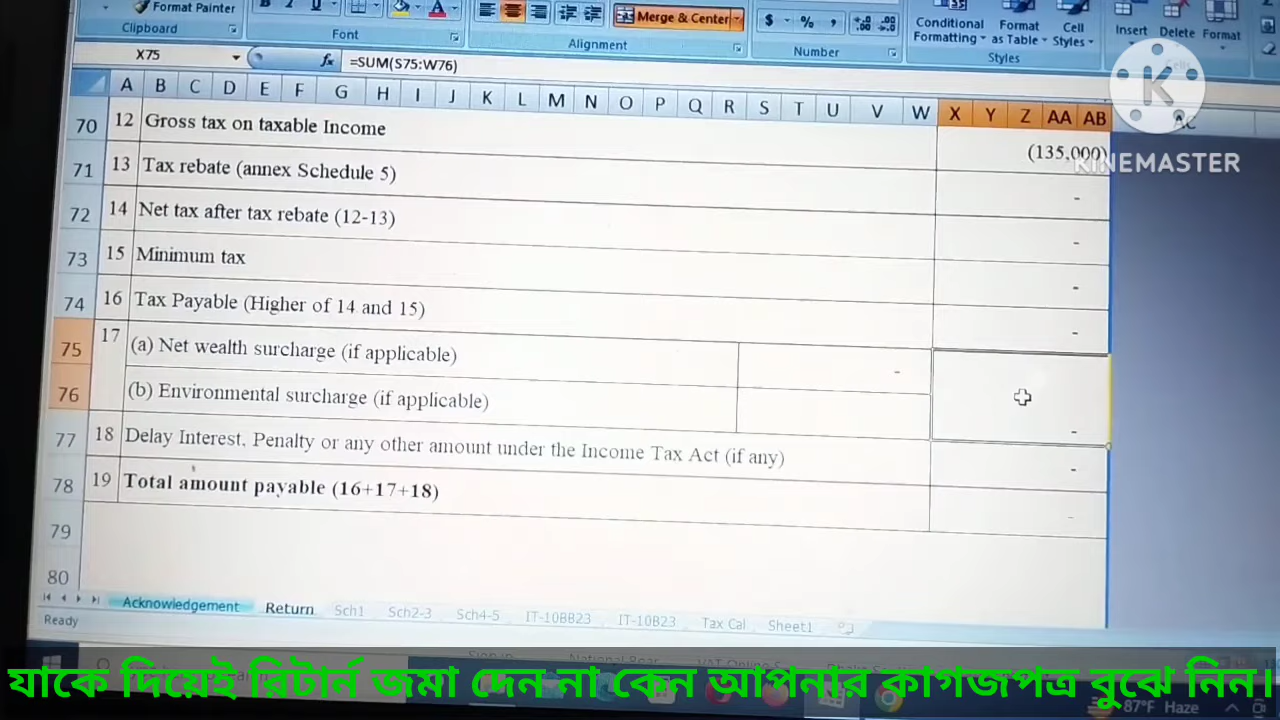 Format Painter
Clipboard
Font
Merge & Center
Alignment
$ % ,
Number
Conditional Formatting
Format as Table
Cell Styles
Styles
Insert Delete Format
Cells
X75
fx =SUM(S75:W76)
A B C D E F G H I J K L M N O P Q R S T U V W X Y Z AA AB AC
70 12 Gross tax on taxable Income (135,000)
71 13 Tax rebate (annex Schedule 5) -
72 14 Net tax after tax rebate (12-13) -
73 15 Minimum tax -
74 16 Tax Payable (Higher of 14 and 15) -
75 17 (a) Net wealth surcharge (if applicable) -
76 (b) Environmental surcharge (if applicable) -
77 18 Delay Interest, Penalty or any other amount under the Income Tax Act (if any) -
78 19 Total amount payable (16+17+18) -
79
80
Acknowledgement Return Sch1 Sch2-3 Sch4-5 IT-10BB23 IT-10B23 Tax Cal Sheet1
Ready
K
KINEMASTER
যাকে দিয়েই রিটার্ন জমা দেন না কেন আপনার কাগজপত্র বুঝে নিন।
87°F Haze